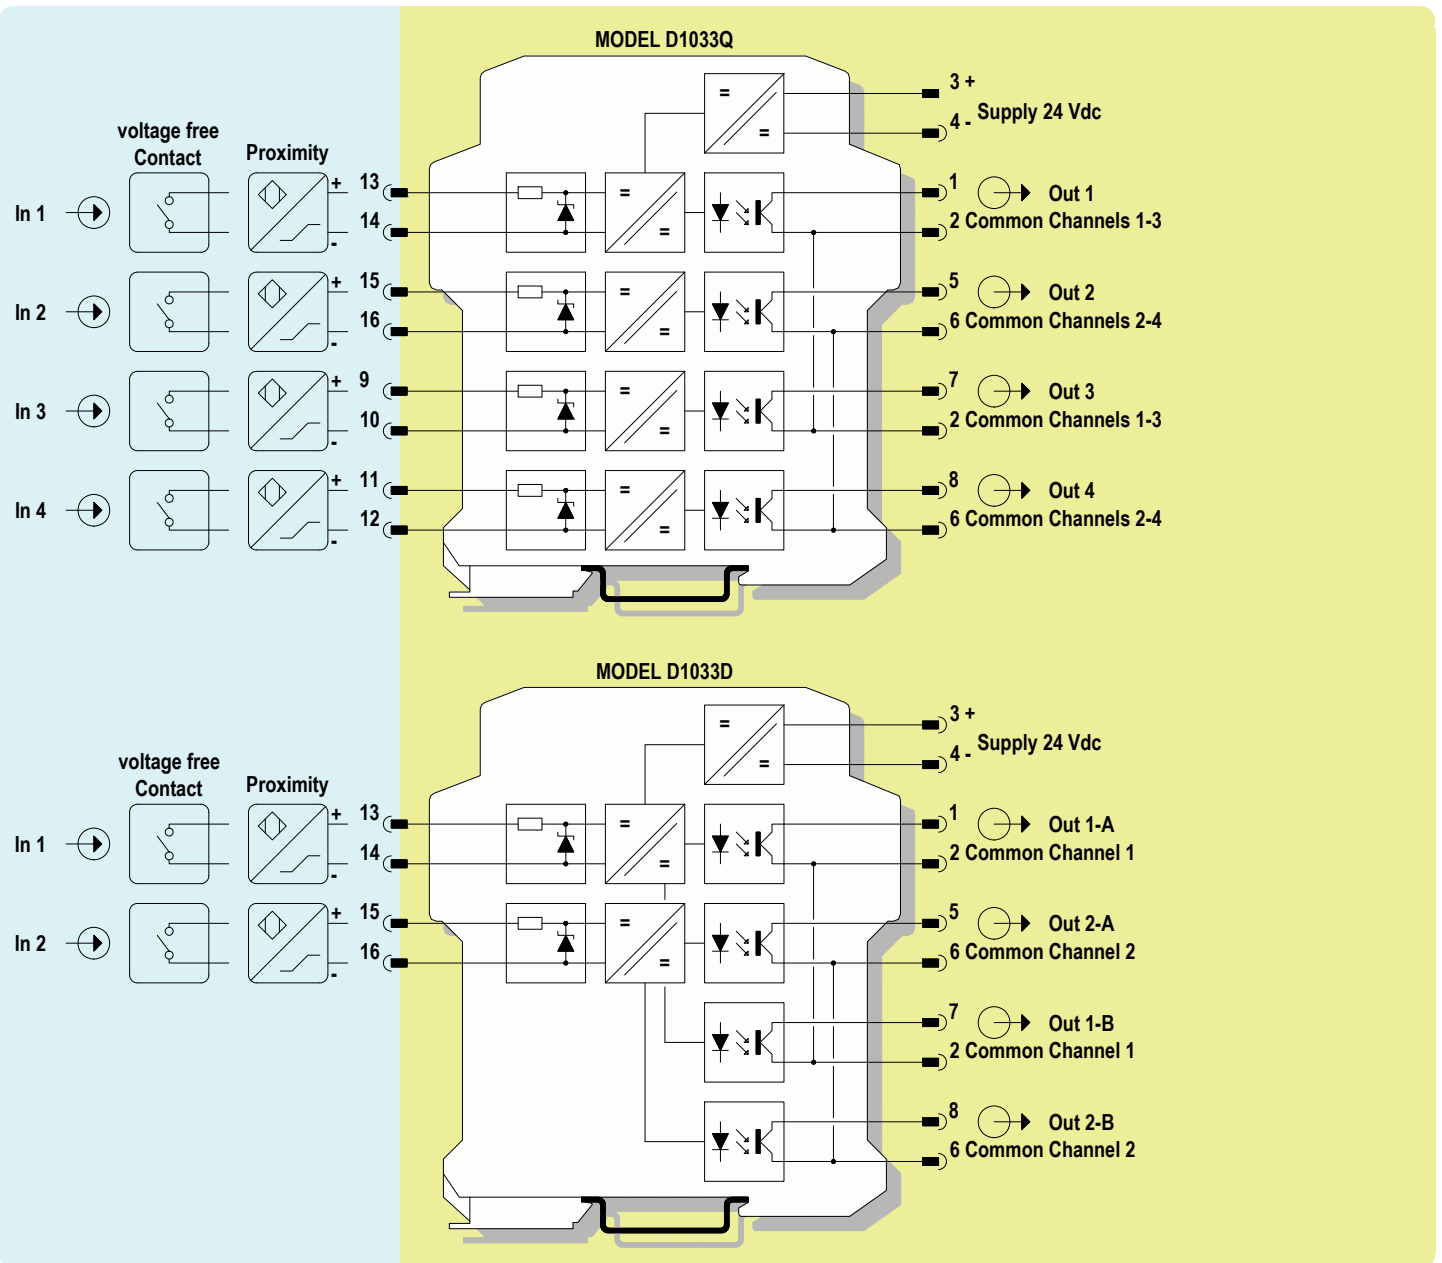 MODEL D1033Q
3 +
Supply 24 Vdc
4 -
voltage free
Contact
Proximity
In 1
+ 13
14
-
1 Out 1
2 Common Channels 1-3
In 2
+ 15
16
-
5 Out 2
6 Common Channels 2-4
In 3
+ 9
10
-
7 Out 3
2 Common Channels 1-3
In 4
+ 11
12
-
8 Out 4
6 Common Channels 2-4
MODEL D1033D
3 +
Supply 24 Vdc
4 -
voltage free
Contact
Proximity
In 1
+ 13
14
-
1 Out 1-A
2 Common Channel 1
In 2
+ 15
16
-
5 Out 2-A
6 Common Channel 2
7 Out 1-B
2 Common Channel 1
8 Out 2-B
6 Common Channel 2